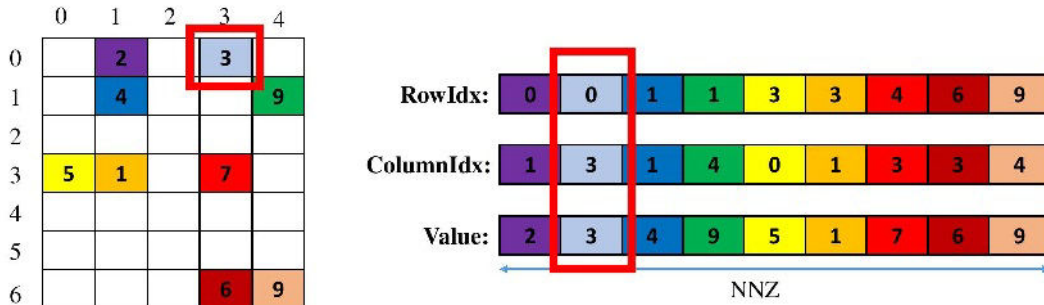 0 1 2 3 4
0 2 3
1 4 9
2
3 5 1 7
4
5
6 6 9
RowIdx: 0 0 1 1 3 3 4 6 9
ColumnIdx: 1 3 1 4 0 1 3 3 4
Value: 2 3 4 9 5 1 7 6 9
NNZ